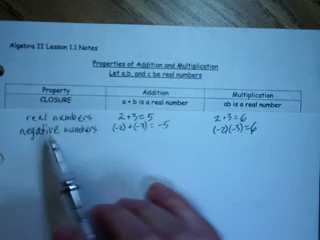 Algebra II Lesson 1.1 Notes
Properties of Addition and Multiplication
Let a,b, and c be real numbers
Property Addition Multiplication
CLOSURE a + b is a real number ab is a real number
real numbers 2+3=5 2·3=6
negative numbers (-2)+(-3)=-5 (-2)(-3)=6